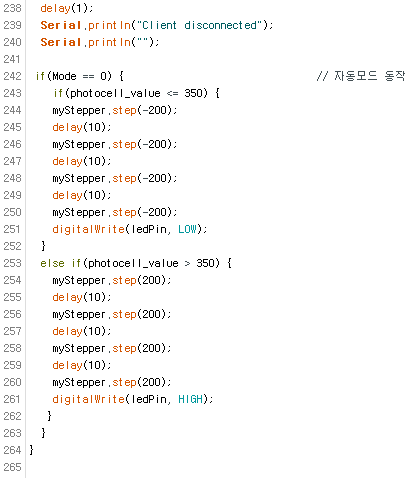 238 delay(1);
239 Serial.println("Client disconnected");
240 Serial.println("");
241
242 if(Mode == 0) { // 자동모드 동작
243 if(photocell_value <= 350) {
244 myStepper.step(-200);
245 delay(10);
246 myStepper.step(-200);
247 delay(10);
248 myStepper.step(-200);
249 delay(10);
250 myStepper.step(-200);
251 digitalWrite(ledPin, LOW);
252 }
253 else if(photocell_value > 350) {
254 myStepper.step(200);
255 delay(10);
256 myStepper.step(200);
257 delay(10);
258 myStepper.step(200);
259 delay(10);
260 myStepper.step(200);
261 digitalWrite(ledPin, HIGH);
262 }
263 }
264 }
265